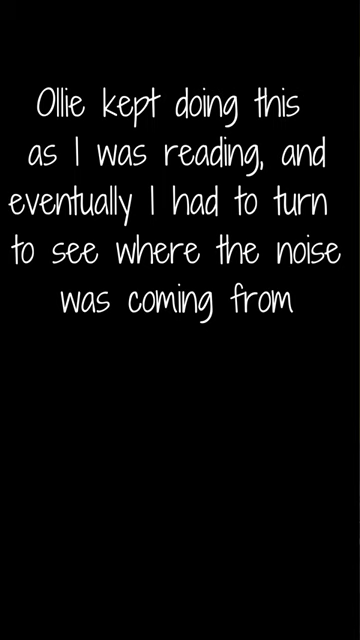 Ollie kept doing this
as I was reading, and
eventually I had to turn
to see where the noise
was coming from